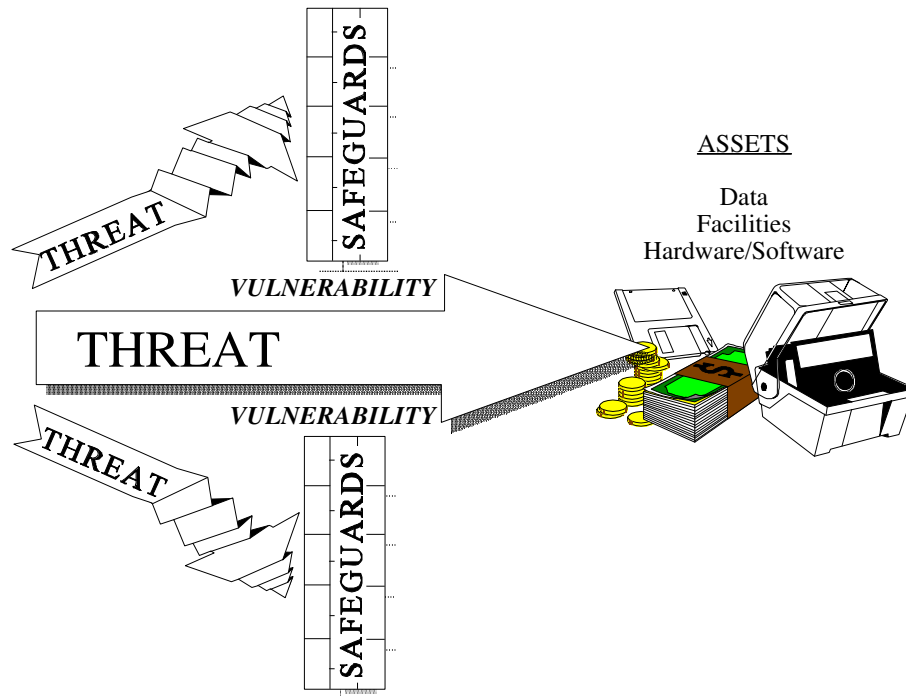 SAFEGUARDS
THREAT
ASSETS
Data
Facilities
Hardware/Software
VULNERABILITY
THREAT
$
VULNERABILITY
THREAT
SAFEGUARDS